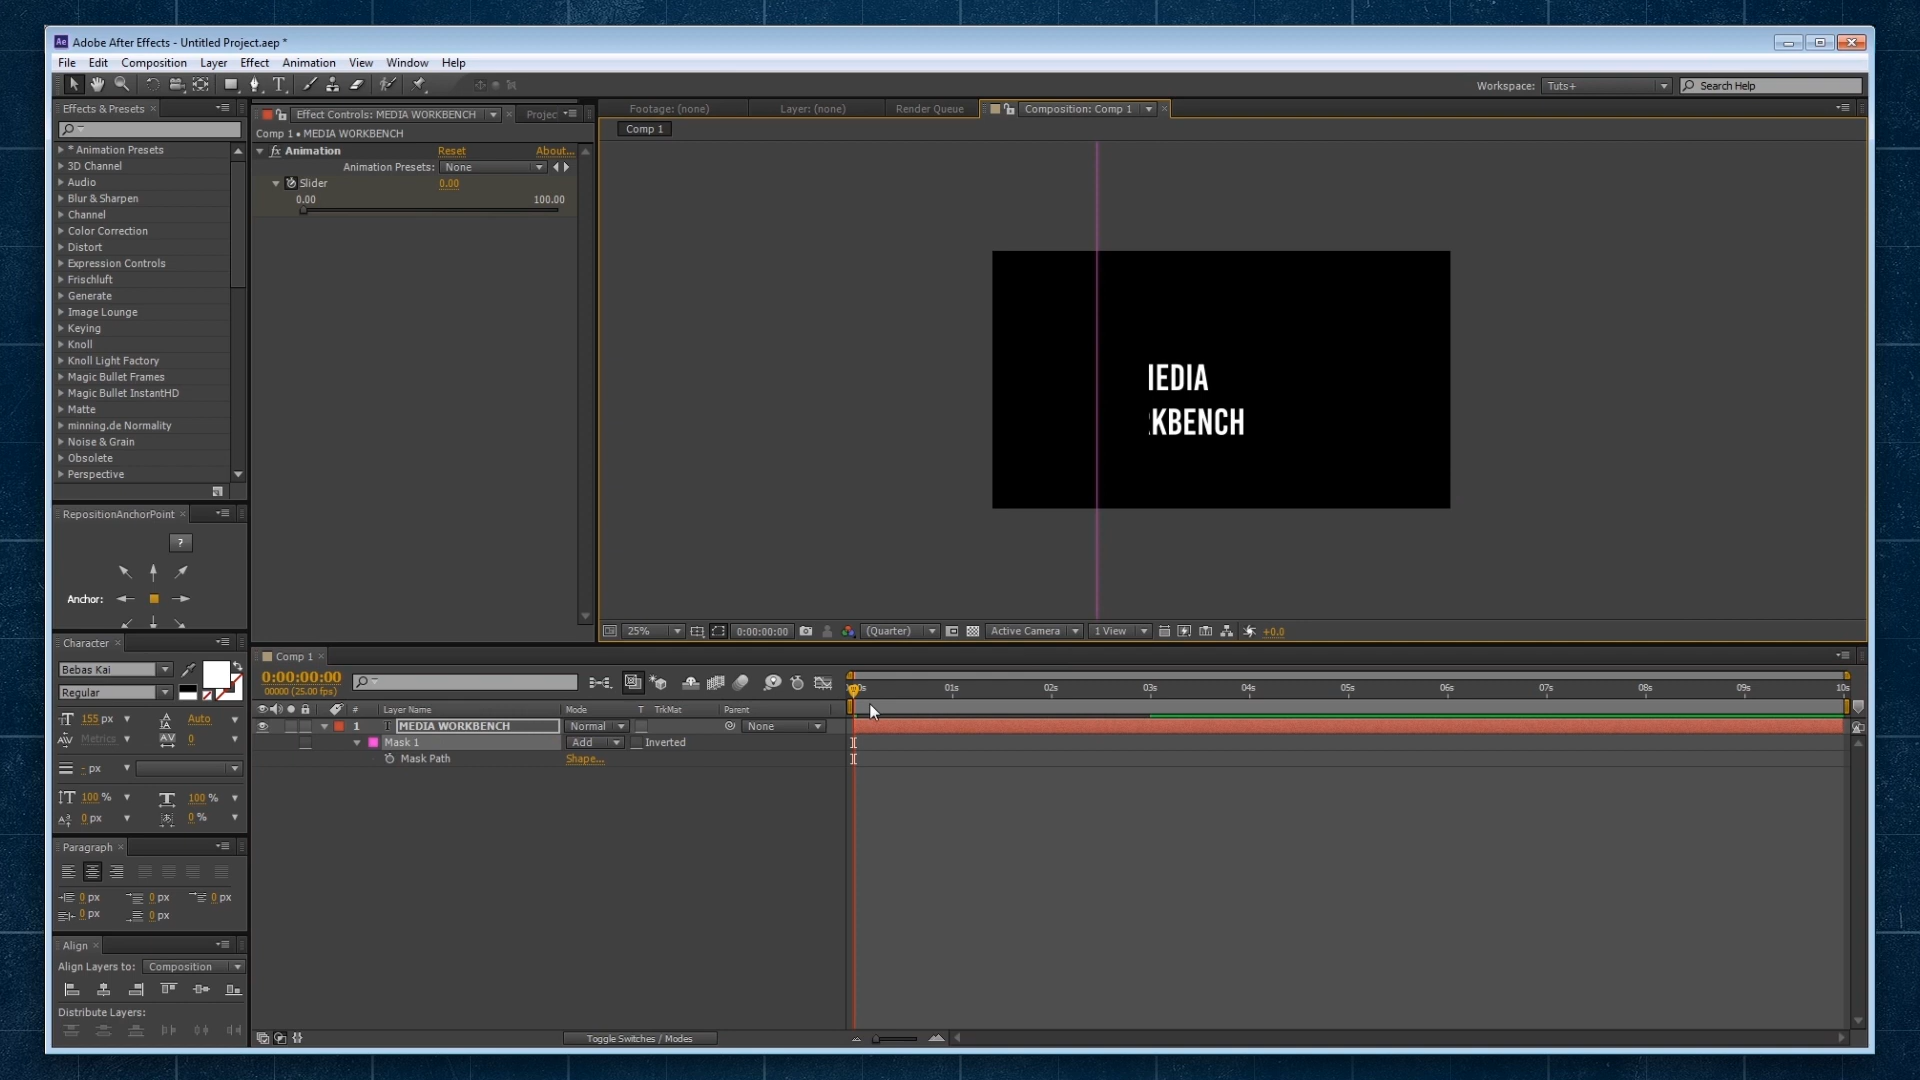 Ae Adobe After Effects - Untitled Project.aep *
File Edit Composition Layer Effect Animation View Window Help
T Workspace: Tuts+ Search Help
Effects & Presets
* Animation Presets
3D Channel
Audio
Blur & Sharpen
Channel
Color Correction
Distort
Expression Controls
Frischluft
Generate
Image Lounge
Keying
Knoll
Knoll Light Factory
Magic Bullet Frames
Magic Bullet InstantHD
Matte
minning.de Normality
Noise & Grain
Obsolete
Perspective
RepositionAnchorPoint
?
Anchor:
Character
Bebas Kai
Regular
155 px Auto
Metrics 0
- px
100 % 100 %
0 px 0 %
Paragraph
0 px 0 px 0 px
0 px 0 px
Align
Align Layers to: Composition
Distribute Layers:
Effect Controls: MEDIA WORKBENCH Projec
Comp 1 • MEDIA WORKBENCH
fx Animation Reset About...
Animation Presets: None
Slider 0.00
0.00 100.00
Footage: (none) Layer: (none) Render Queue Composition: Comp 1
Comp 1
IEDIA
KBENCH
25% 0:00:00:00 (Quarter) Active Camera 1 View +0.0
Comp 1
0:00:00:00
00000 (25.00 fps)
01s 02s 03s 04s 05s 06s 07s 08s 09s 10s
# Layer Name Mode T TrkMat Parent
1 T MEDIA WORKBENCH Normal None
Mask 1 Add Inverted
Mask Path Shape...
Toggle Switches / Modes